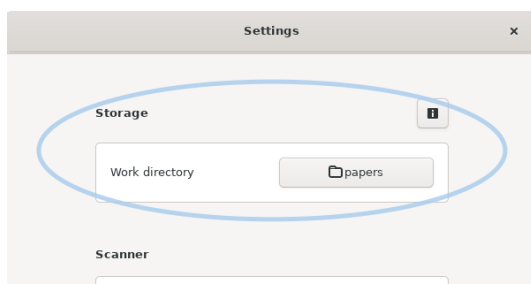 Settings
Storage
Work directory papers
Scanner